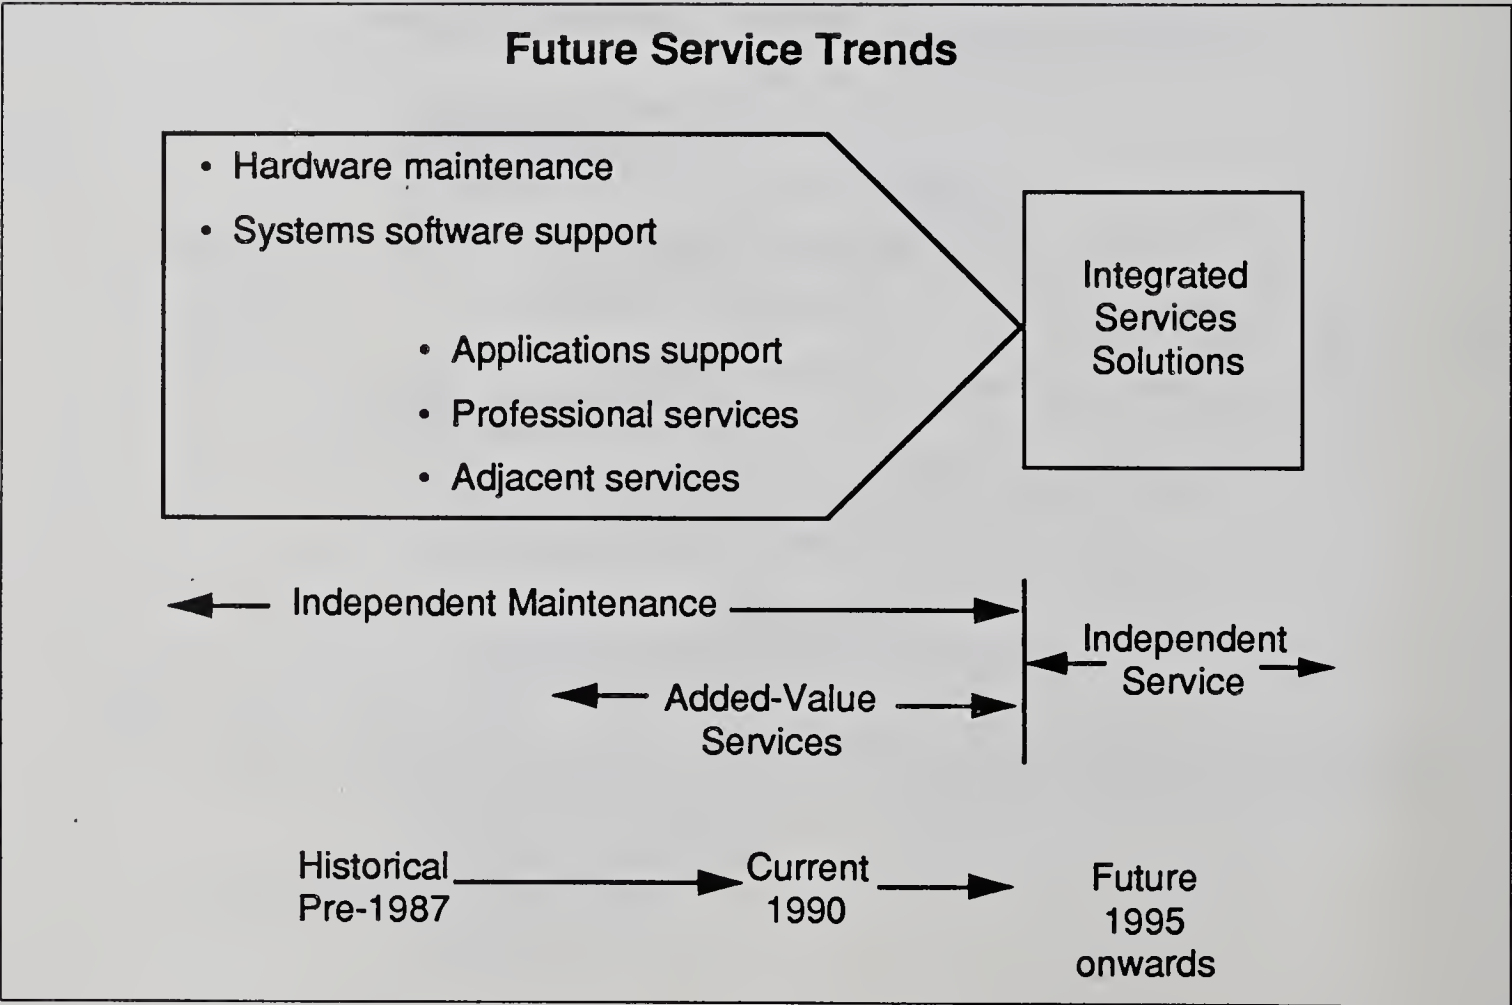 Future Service Trends
• Hardware maintenance
• Systems software support
• Applications support
• Professional services
• Adjacent services
Integrated
Services
Solutions
Independent Maintenance
Independent
Service
Added-Value
Services
Historical
Pre-1987
Current
1990
Future
1995
onwards